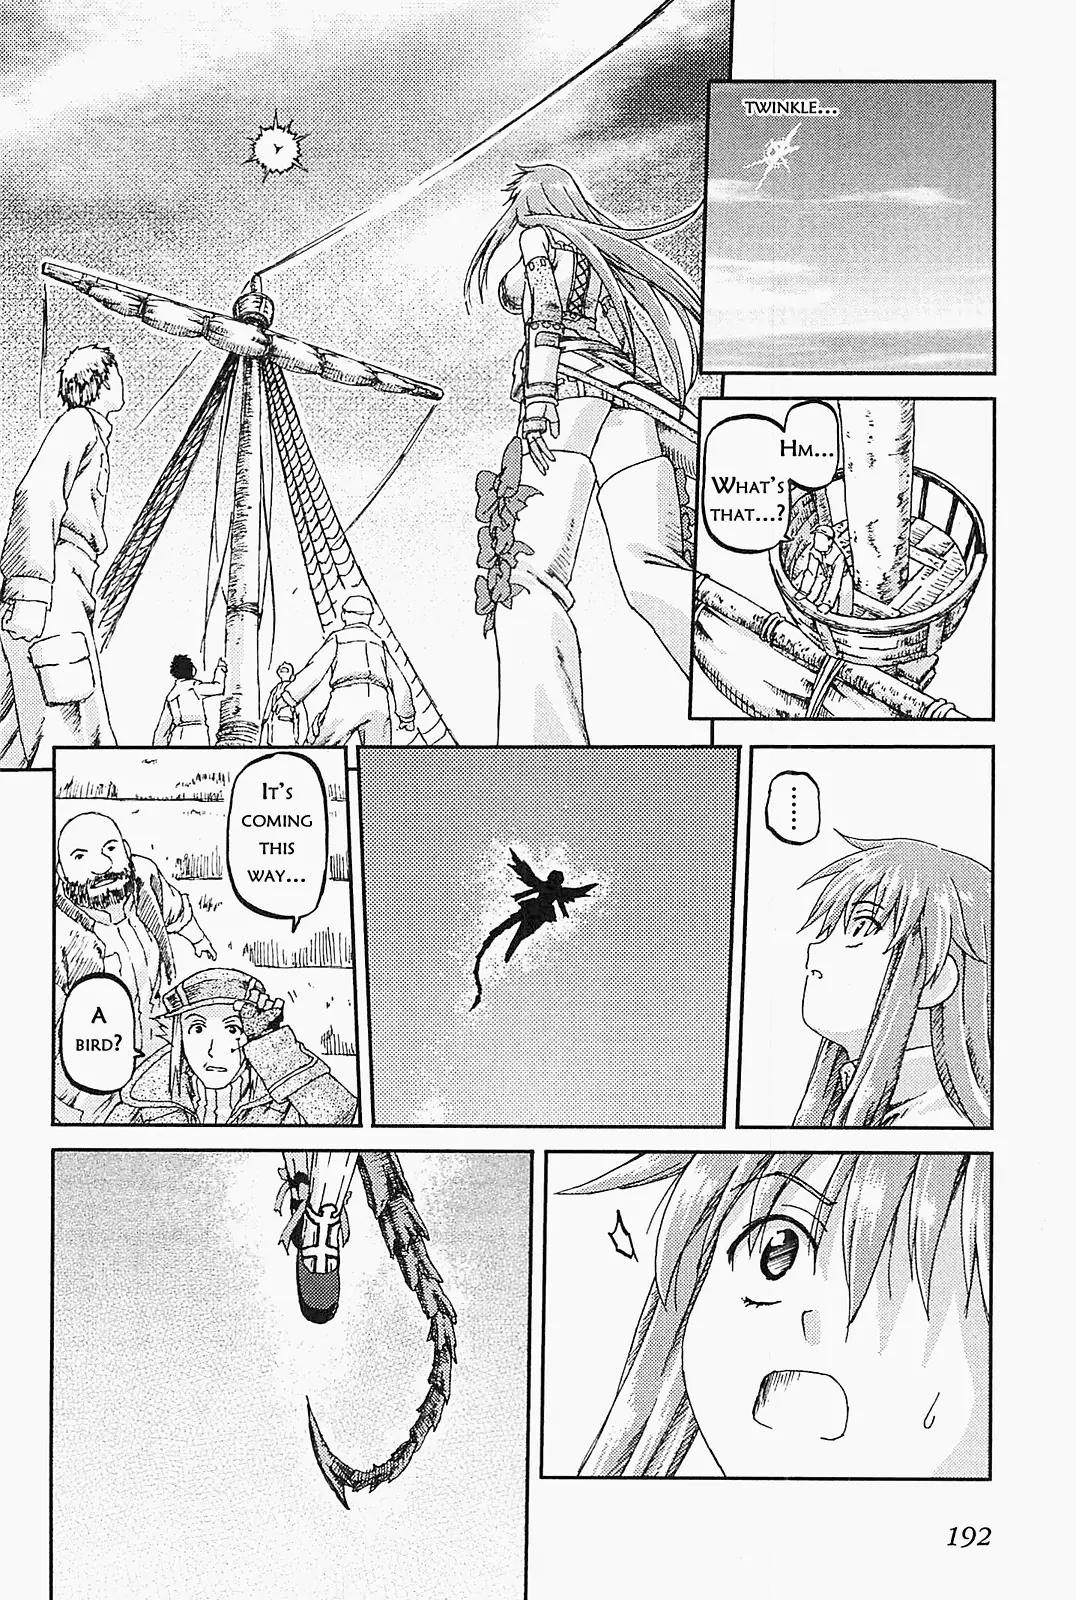 TWINKLE...
HM...
WHAT'S
THAT...?
......
IT'S
COMING
THIS
WAY...
A
BIRD?
192